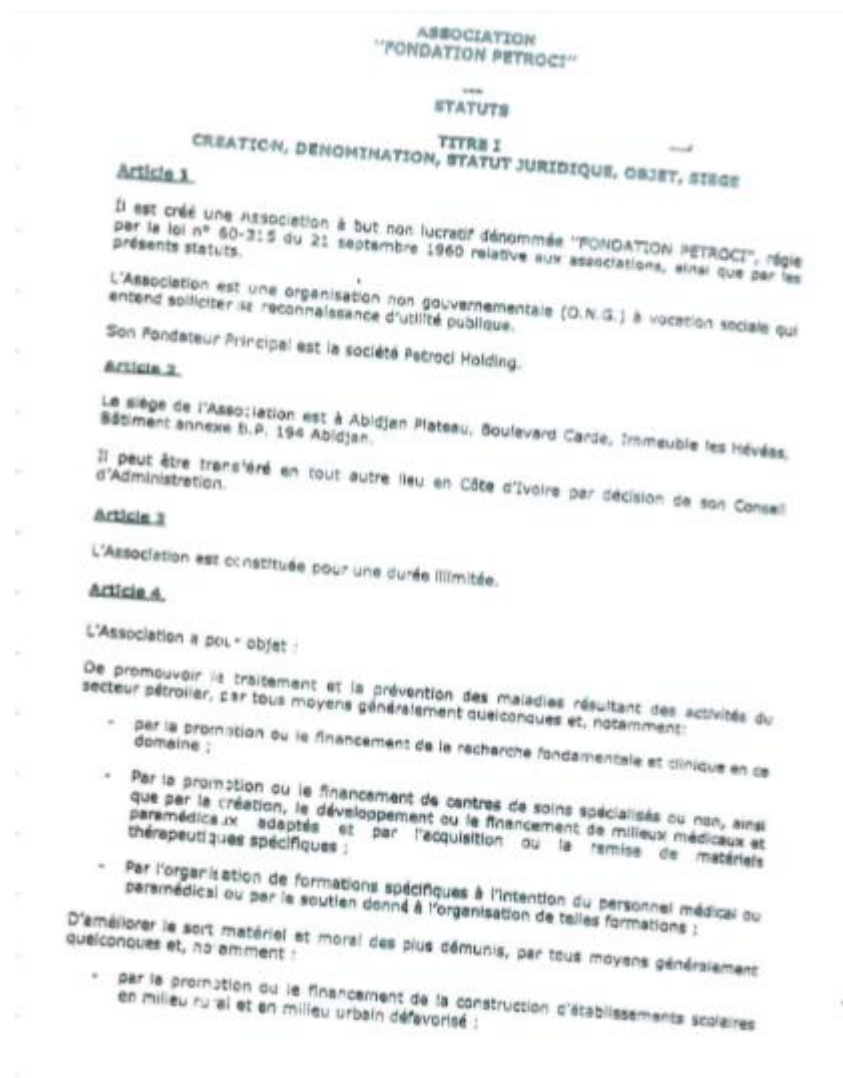 ASSOCIATION
"FONDATION PETROCI"
---
STATUTS
TITRE I
CREATION, DENOMINATION, STATUT JURIDIQUE, OBJET, SIEGE
Article 1
Il est créé une Association à but non lucratif dénommée "FONDATION PETROCI", régie
par la loi n° 60-315 du 21 septembre 1960 relative aux associations, ainsi que par les
présents statuts.
L'Association est une organisation non gouvernementale (O.N.G.) à vocation sociale qui
entend solliciter sa reconnaissance d'utilité publique.
Son Fondateur Principal est la société Petroci Holding.
Article 2
Le siège de l'Association est à Abidjan Plateau, Boulevard Carde, Immeuble les Hévéas,
Bâtiment annexe B.P. 194 Abidjan.
Il peut être transféré en tout autre lieu en Côte d'Ivoire par décision de son Conseil
d'Administration.
Article 3
L'Association est constituée pour une durée illimitée.
Article 4
L'Association a pour objet :
De promouvoir le traitement et la prévention des maladies résultant des activités du
secteur pétrolier, par tous moyens généralement quelconques et, notamment:
- par la promotion ou le financement de la recherche fondamentale et clinique en ce
domaine ;
- Par la promotion ou le financement de centres de soins spécialisés ou non, ainsi
que par la création, le développement ou le financement de milieux médicaux et
paramédicaux adaptés et par l'acquisition ou la remise de matériels
thérapeutiques spécifiques ;
- Par l'organisation de formations spécifiques à l'intention du personnel médical ou
paramédical ou par le soutien donné à l'organisation de telles formations ;
D'améliorer le sort matériel et moral des plus démunis, par tous moyens généralement
quelconques et, notamment :
- par la promotion ou le financement de la construction d'établissements scolaires
en milieu rural et en milieu urbain défavorisé ;